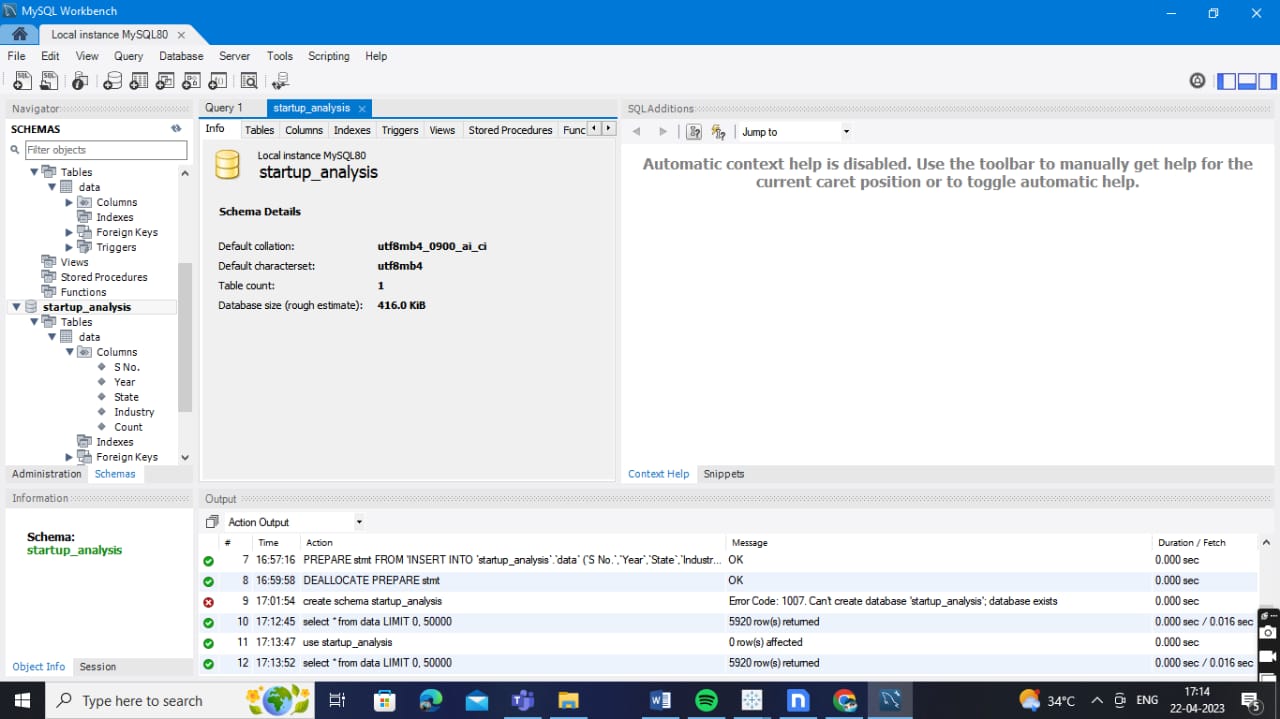 MySQL Workbench
Local instance MySQL80
File Edit View Query Database Server Tools Scripting Help
Navigator
SCHEMAS
Filter objects
Tables
data
Columns
Indexes
Foreign Keys
Triggers
Views
Stored Procedures
Functions
startup_analysis
Tables
data
Columns
S No.
Year
State
Industry
Count
Indexes
Foreign Keys
Administration Schemas
Information
Schema:
startup_analysis
Object Info Session
Query 1 startup_analysis
Info Tables Columns Indexes Triggers Views Stored Procedures Func
Local instance MySQL80
startup_analysis
Schema Details
Default collation: utf8mb4_0900_ai_ci
Default characterset: utf8mb4
Table count: 1
Database size (rough estimate): 416.0 KiB
SQLAdditions
Jump to
Automatic context help is disabled. Use the toolbar to manually get help for the
current caret position or to toggle automatic help.
Context Help Snippets
Output
Action Output
# Time Action Message Duration / Fetch
7 16:57:16 PREPARE stmt FROM 'INSERT INTO `startup_analysis`.`data` (`S No.`,`Year`,`State`,`Industr... OK 0.000 sec
8 16:59:58 DEALLOCATE PREPARE stmt OK 0.000 sec
9 17:01:54 create schema startup_analysis Error Code: 1007. Can't create database 'startup_analysis'; database exists 0.000 sec
10 17:12:45 select * from data LIMIT 0, 50000 5920 row(s) returned 0.000 sec / 0.016 sec
11 17:13:47 use startup_analysis 0 row(s) affected 0.000 sec
12 17:13:52 select * from data LIMIT 0, 50000 5920 row(s) returned 0.000 sec / 0.016 sec
Type here to search
34°C
ENG
17:14
22-04-2023
5